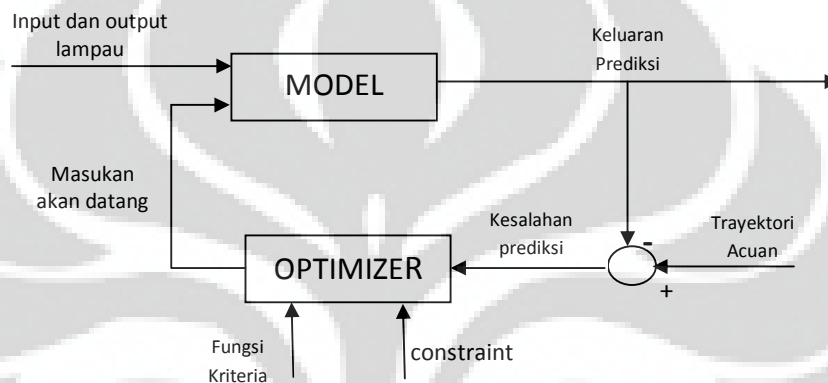 Input dan output
lampau
MODEL
Keluaran
Prediksi
Masukan
akan datang
Kesalahan
prediksi
-
Trayektori
Acuan
+
OPTIMIZER
Fungsi
Kriteria
constraint